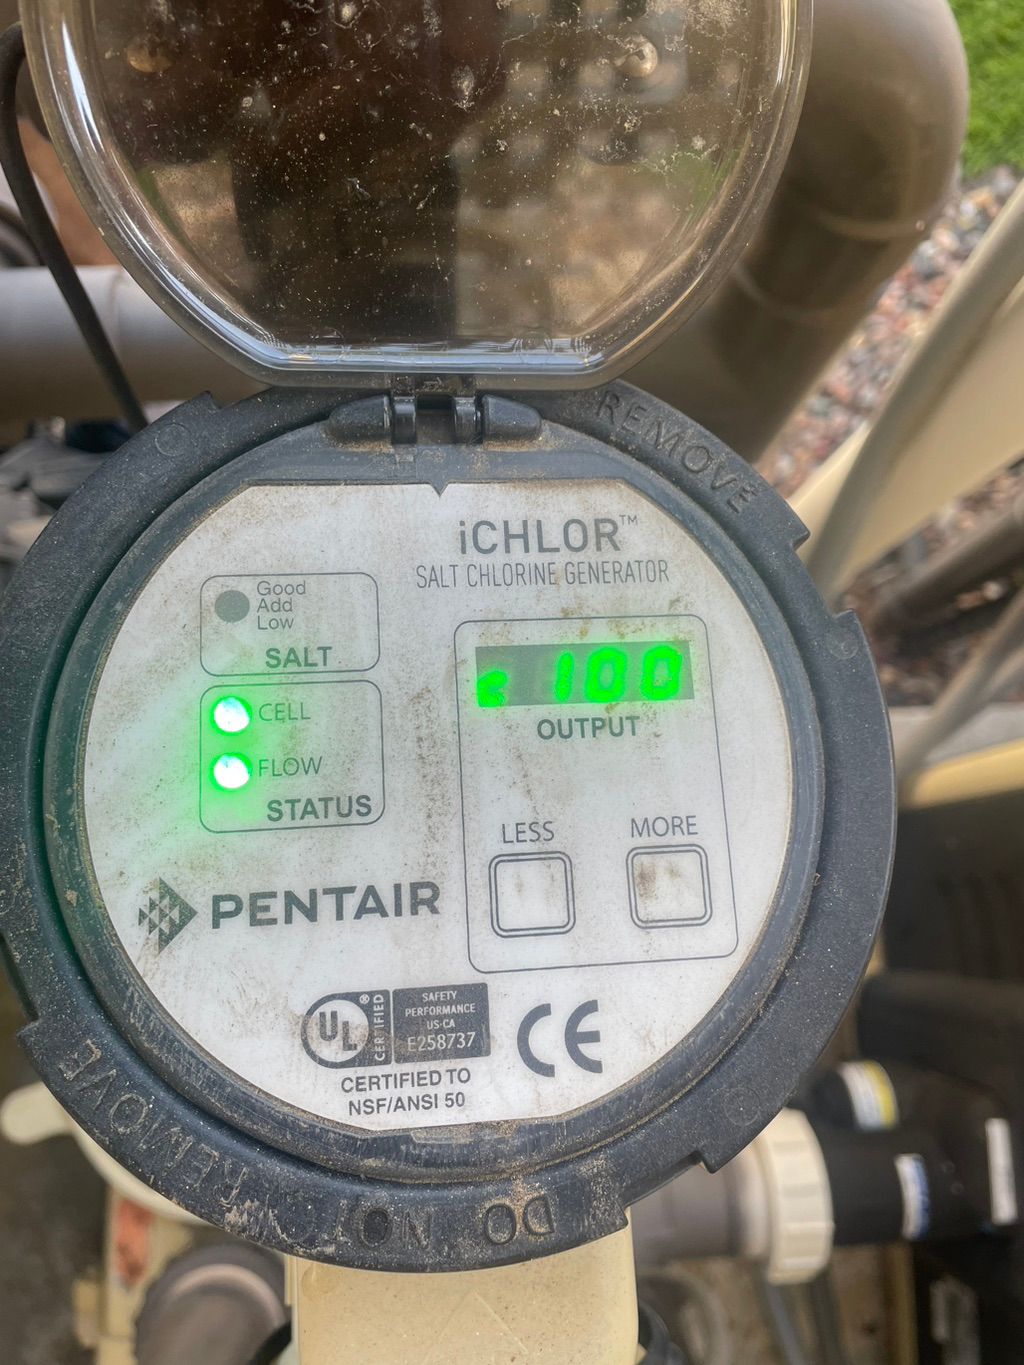 REMOVE
iCHLOR™
SALT CHLORINE GENERATOR
Good
Add
Low
SALT
CELL
FLOW
STATUS
100
OUTPUT
LESS
MORE
PENTAIR
UL®
CERTIFIED
SAFETY
PERFORMANCE
US-CA
E258737
CE
CERTIFIED TO
NSF/ANSI 50
DO NOT REMOVE